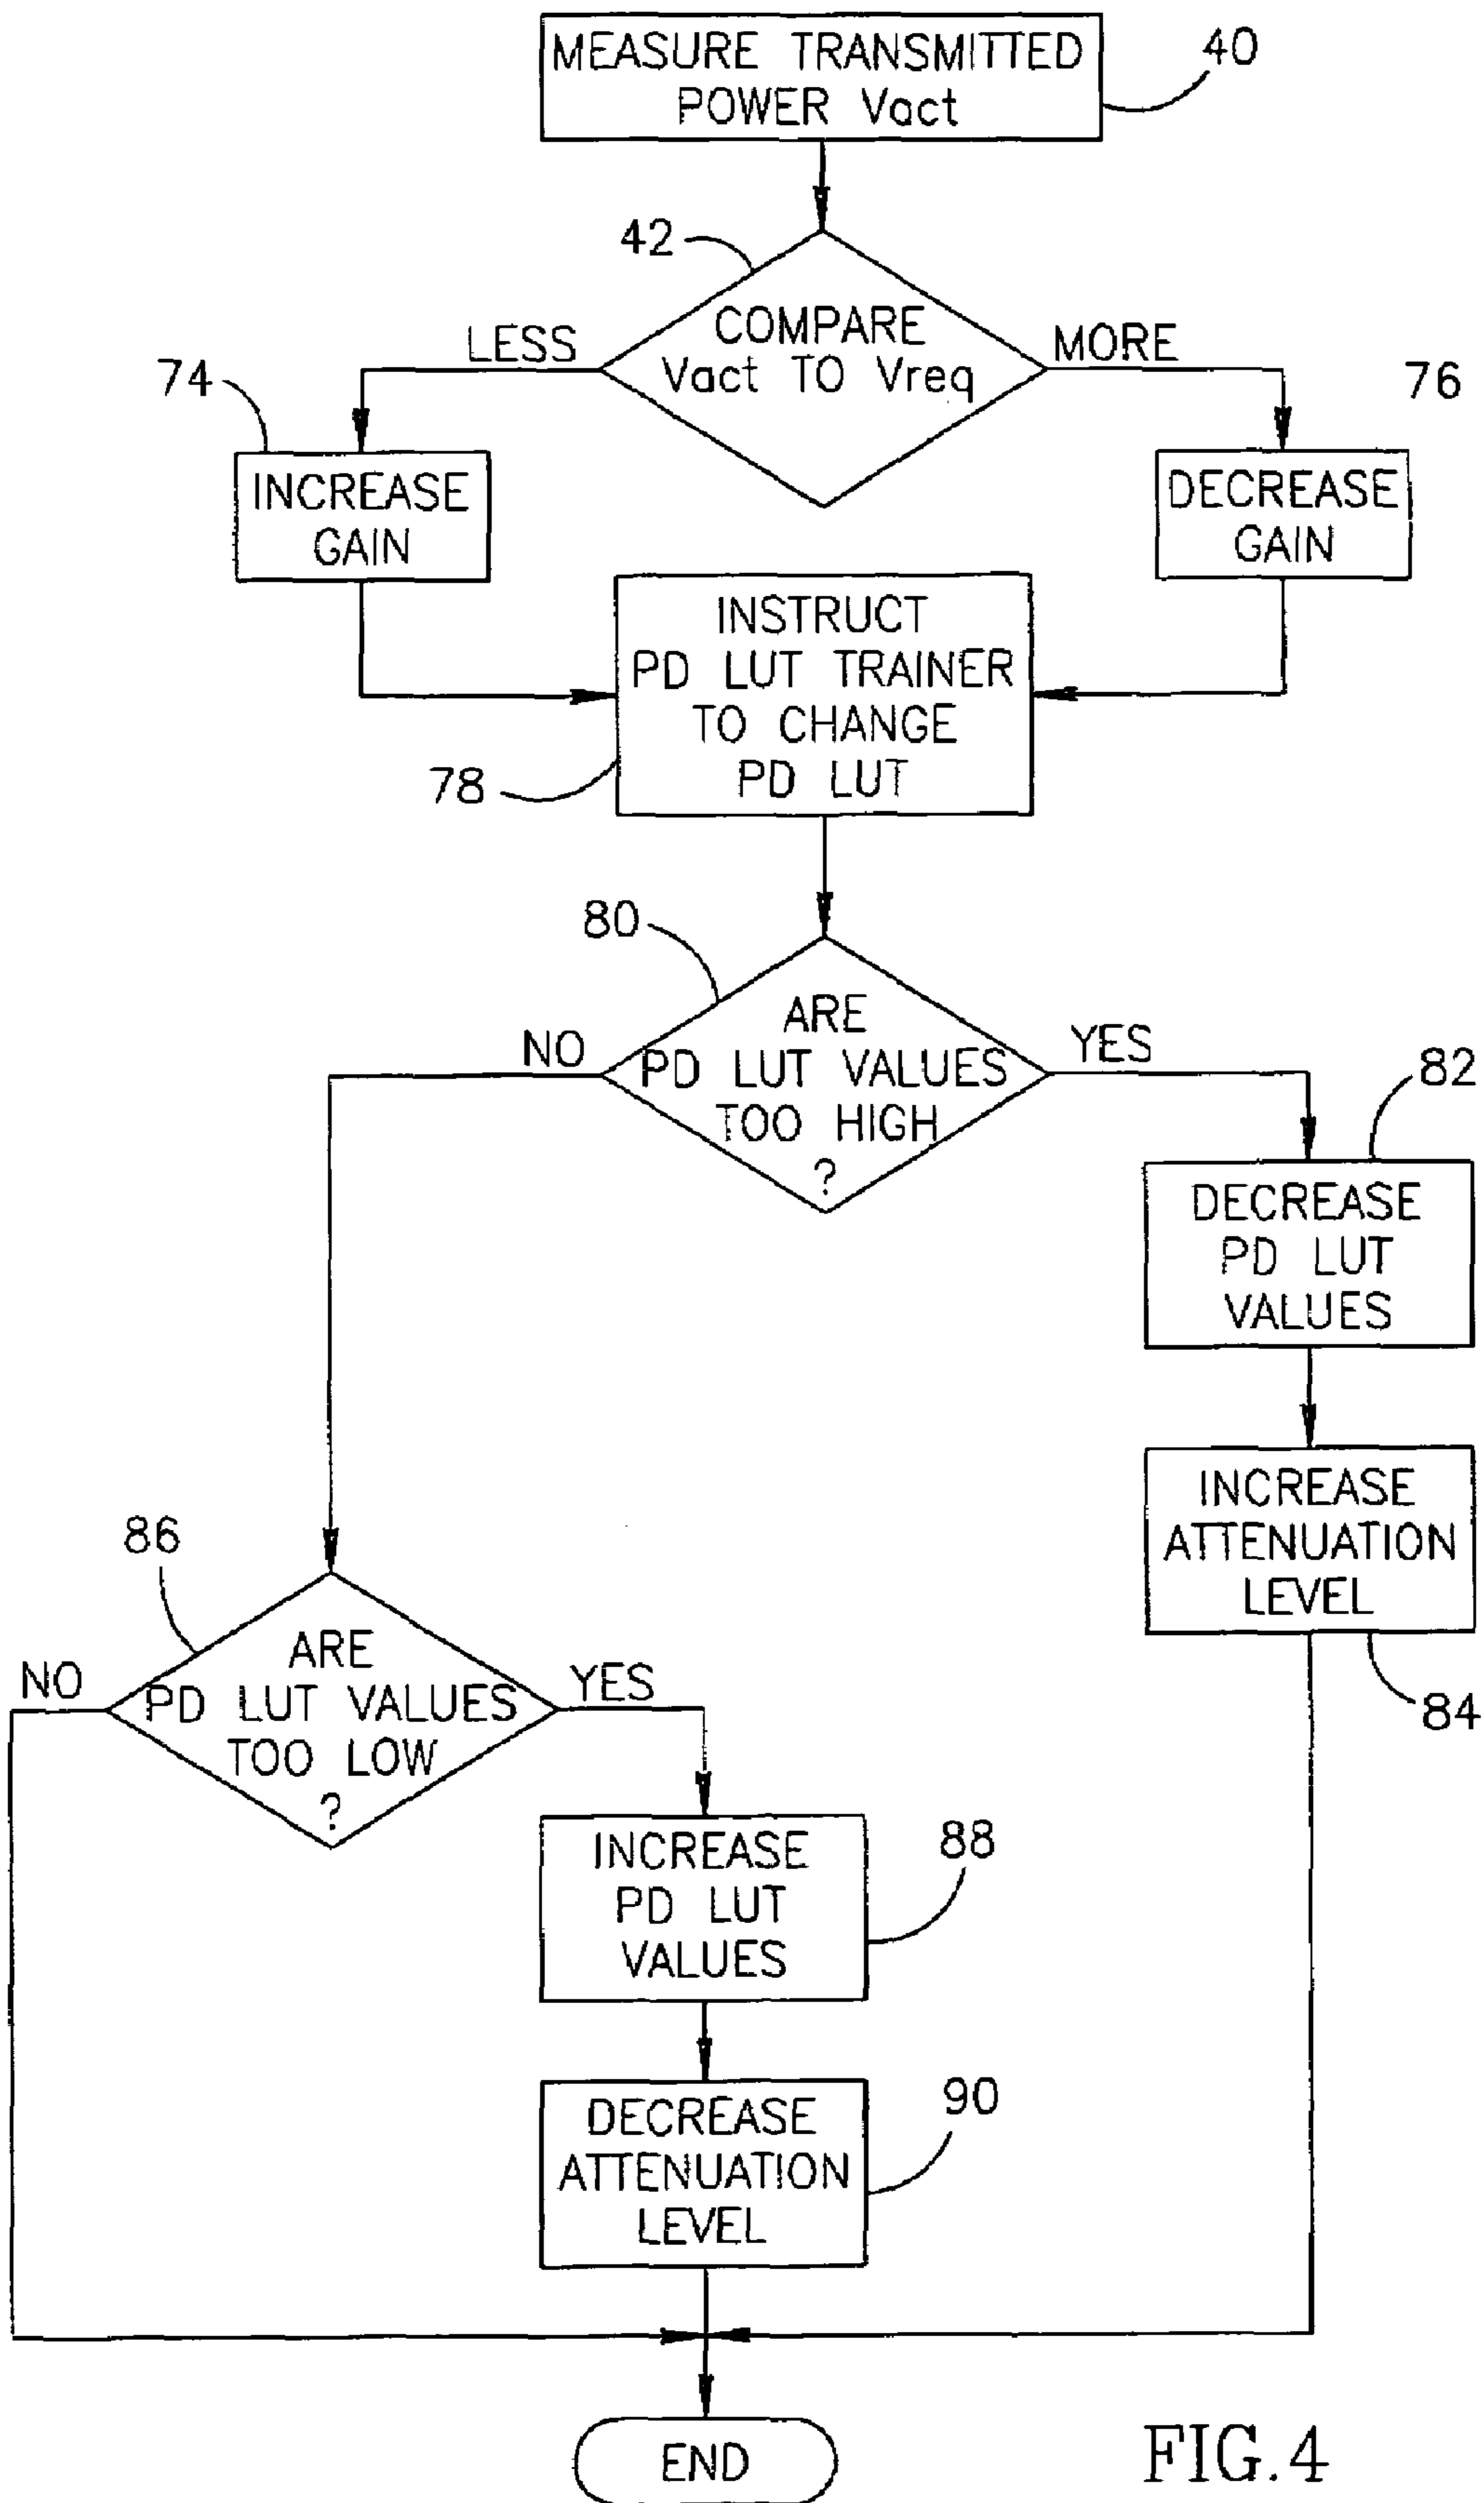 MEASURE TRANSMITTED
POWER Vact
40
42
COMPARE
Vact TO Vreq
LESS
MORE
74
76
INCREASE
GAIN
DECREASE
GAIN
INSTRUCT
PD LUT TRAINER
TO CHANGE
PD LUT
78
80
ARE
PD LUT VALUES
TOO HIGH
?
NO
YES
82
DECREASE
PD LUT
VALUES
INCREASE
ATTENUATION
LEVEL
84
86
ARE
PD LUT VALUES
TOO LOW
?
NO
YES
INCREASE
PD LUT
VALUES
88
DECREASE
ATTENUATION
LEVEL
90
END
FIG.4